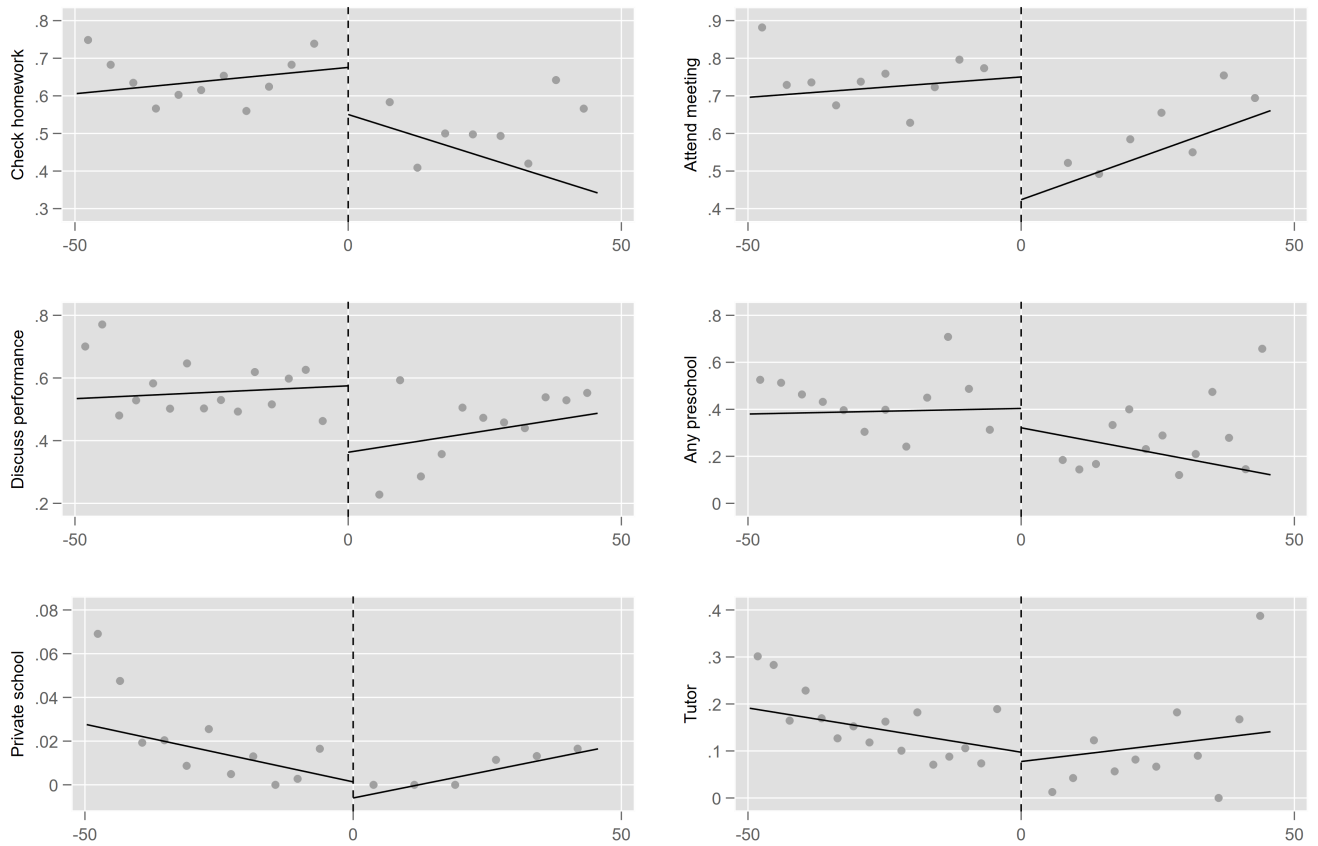 Check homework
.8
.7
.6
.5
.4
.3
-50 0 50
Attend meeting
.9
.8
.7
.6
.5
.4
-50 0 50
Discuss performance
.8
.6
.4
.2
-50 0 50
Any preschool
.8
.6
.4
.2
0
-50 0 50
Private school
.08
.06
.04
.02
0
-50 0 50
Tutor
.4
.3
.2
.1
0
-50 0 50